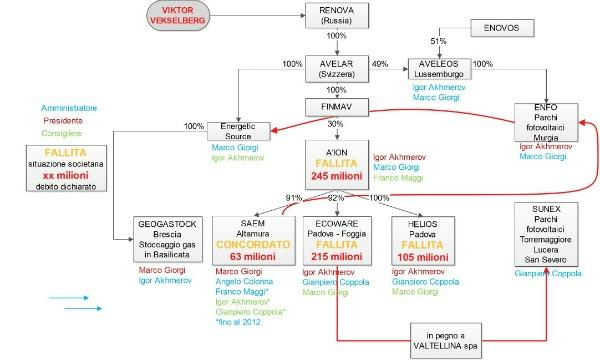 VIKTOR
VEKSELBERG
RENOVA
(Russia)
ENOVOS
100%
51%
AVELAR
(Svizzera)
49%
AVELEOS
Lussemburgo
100%
100%
Igor Akhmerov
Marco Giorgi
100%
FINMAV
Amministratore
Presidente
Consigliere
100%
Energetic
Source
Marco Giorgi
Igor Akhmerov
30%
ENFO
Parchi
fotovoltaici
Murgia
Igor Akhmerov
Marco Giorgi
FALLITA
situazione societaria
xx milioni
debito dichiarato
A'ION
FALLITA
245 milioni
Igor Akhmerov
Marco Giorgi
Franco Maggi
91%
92%
100%
GEOGASTOCK
Brescia
Stoccaggio gas
in Basilicata
Marco Giorgi
Igor Akhmerov
SAEM
Altamura
CONCORDATO
63 milioni
Marco Giorgi
Angelo Colonna
Franco Maggi*
Igor Akhmerov*
Gianpiero Coppola*
*fino al 2012
ECOWARE
Padova - Foggia
FALLITA
215 milioni
Igor Akhmerov
Gianpiero Coppola
Marco Giorgi
HELIOS
Padova
FALLITA
105 milioni
Igor Akhmerov
Gianpiero Coppola
Marco Giorgi
SUNEX
Parchi
fotovoltaici
Torremaggiore
Lucera
San Severo
Gianpiero Coppola
in pegno a
VALTELLINA spa